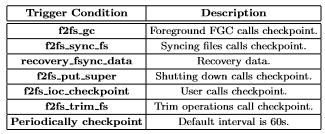 Trigger Condition Description
f2fs_gc Foreground FGC calls checkpoint.
f2fs_sync_fs Syncing files calls checkpoint.
recovery_fsync_data Recovery data.
f2fs_put_super Shutting down calls checkpoint.
f2fs_ioc_checkpoint User calls checkpoint.
f2fs_trim_fs Trim operations call checkpoint.
Periodically checkpoint Default interval is 60s.